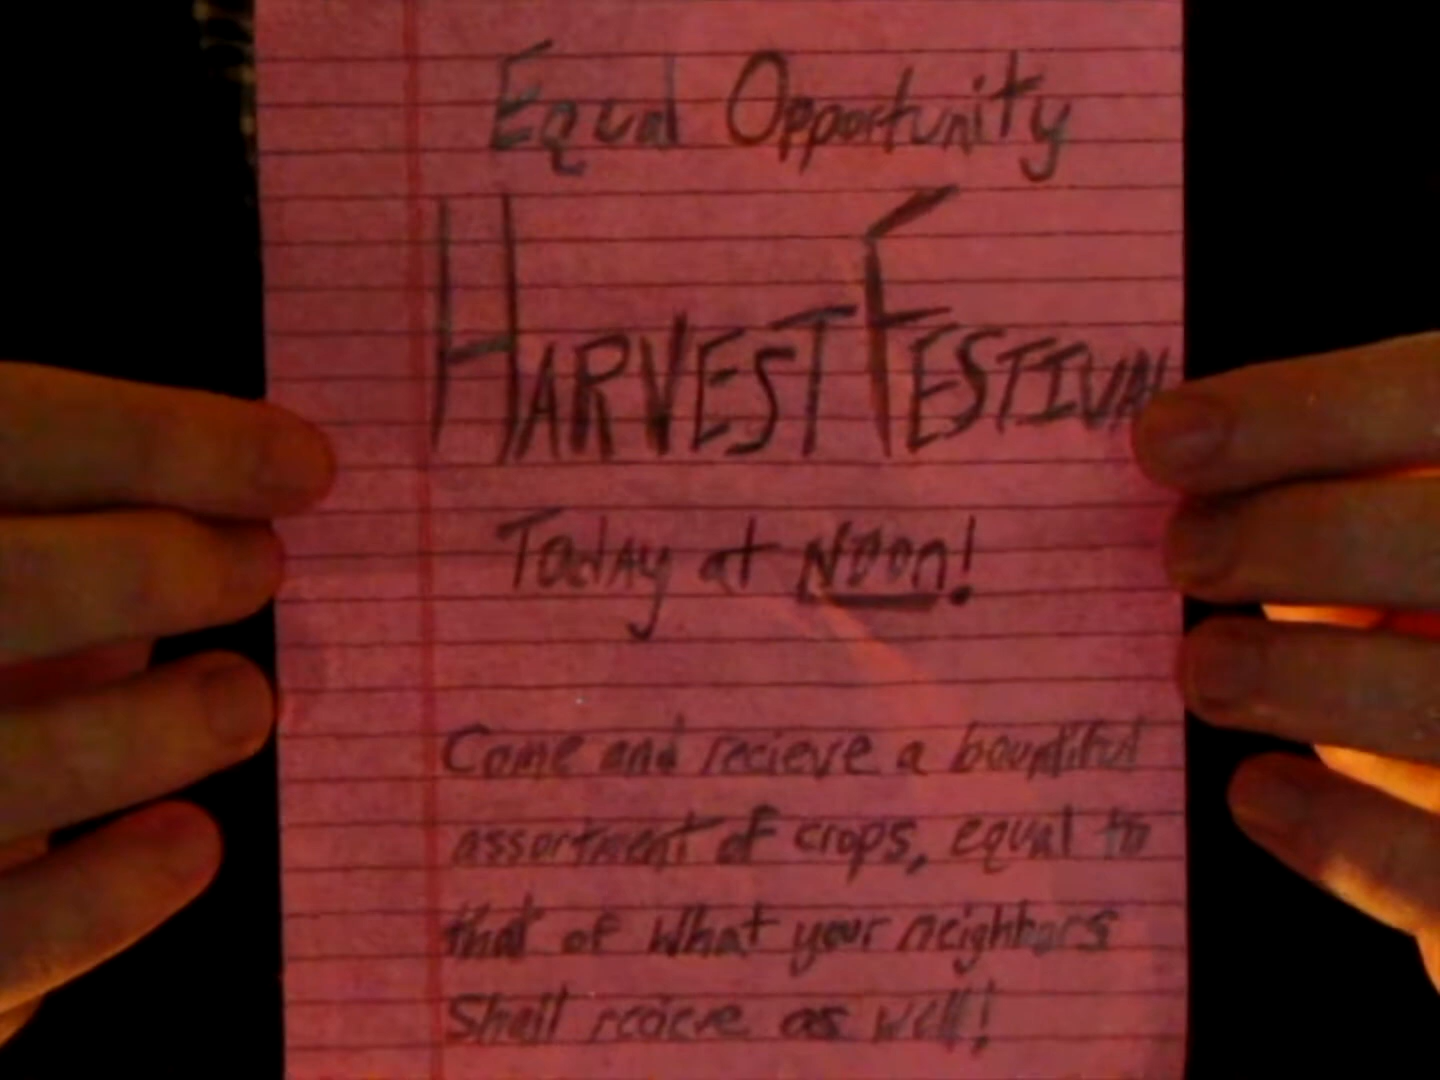 Equal Opportunity
HARVEST FESTIVAL
Today at Noon!
Come and recieve a bountiful
assortment of crops, equal to
that of what your neighbors
Shall recieve as well!